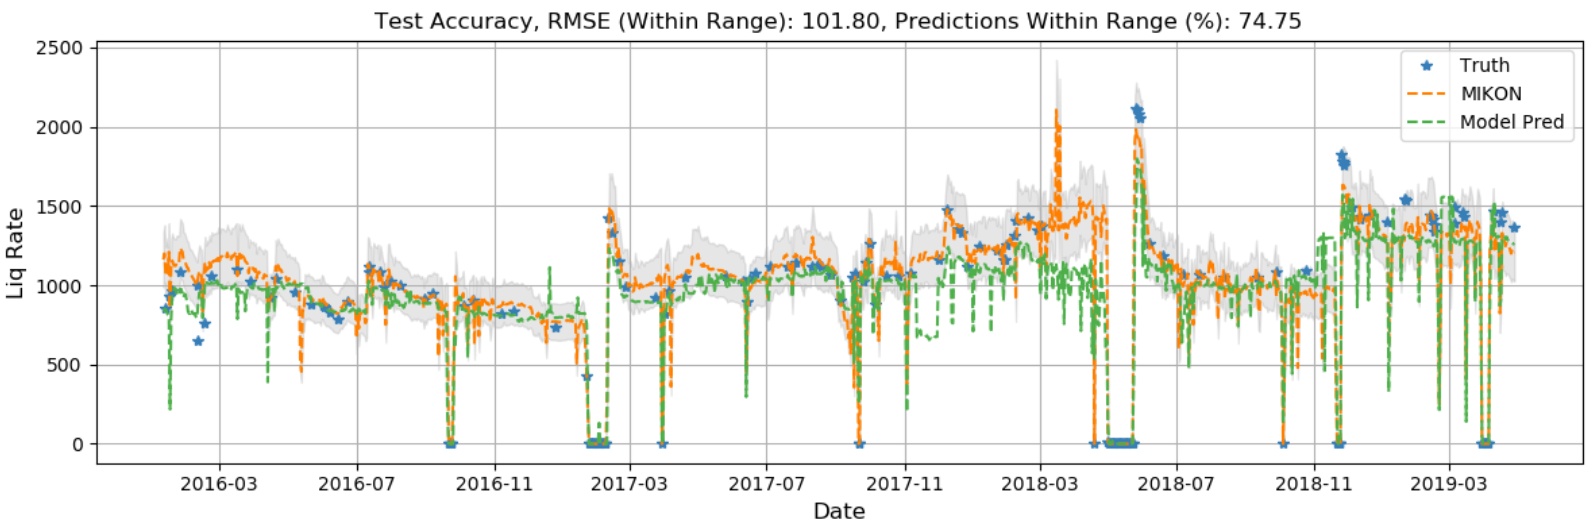 Test Accuracy, RMSE (Within Range): 101.80, Predictions Within Range (%): 74.75
2500
2000
1500
1000
500
0
Liq Rate
Truth
MIKON
Model Pred
2016-03 2016-07 2016-11 2017-03 2017-07 2017-11 2018-03 2018-07 2018-11 2019-03
Date